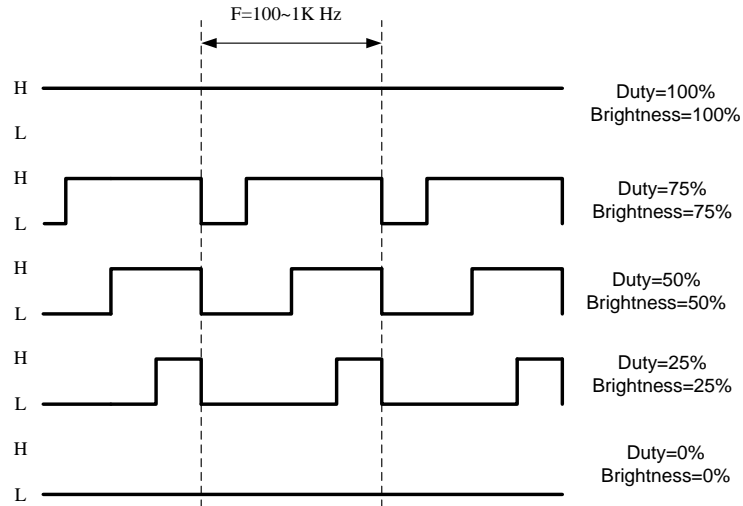 F=100~1K Hz
H
Duty=100%
Brightness=100%
L
H
Duty=75%
Brightness=75%
L
H
Duty=50%
Brightness=50%
L
H
Duty=25%
Brightness=25%
L
H
Duty=0%
Brightness=0%
L